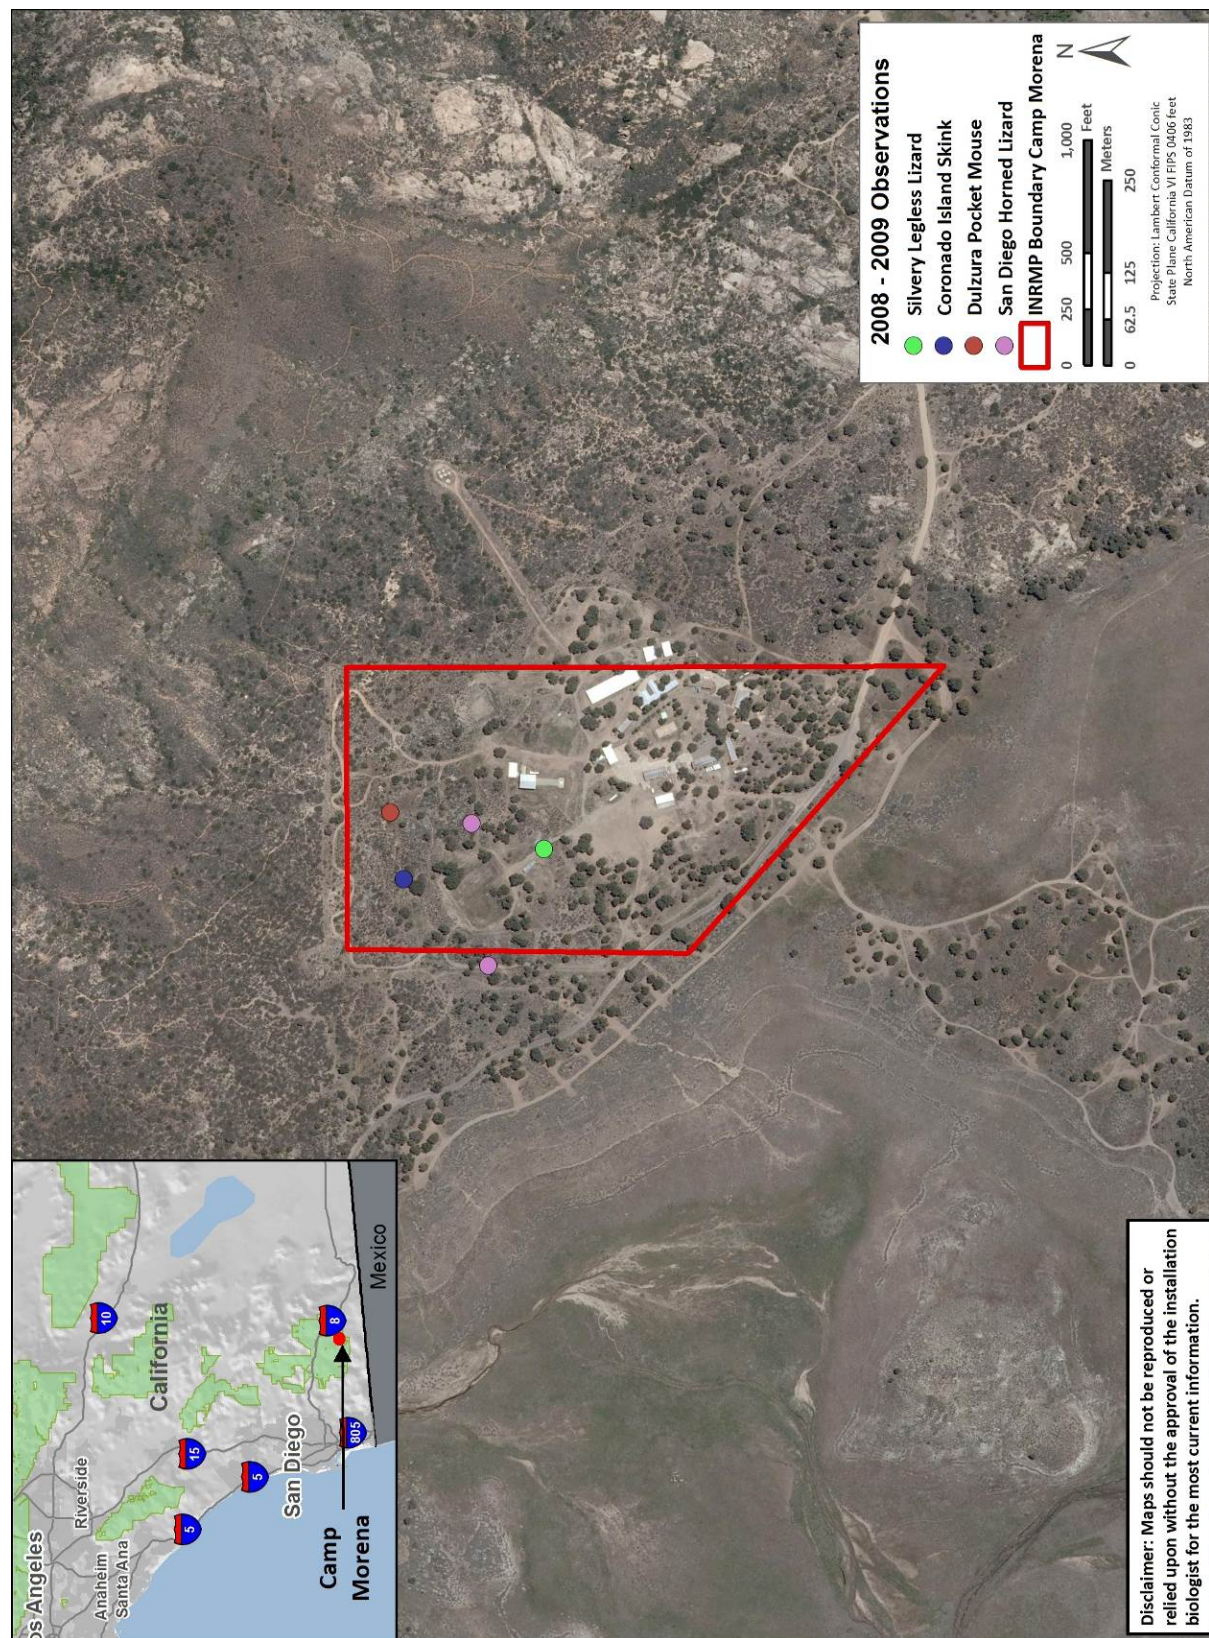 os Angeles
Anaheim
Santa Ana
Riverside
10
California
15
5
5
San Diego
8
805
Mexico
Camp
Morena
2008 - 2009 Observations
Silvery Legless Lizard
Coronado Island Skink
Dulzura Pocket Mouse
San Diego Horned Lizard
INRMP Boundary Camp Morena
N
0 250 500 1,000
Feet
Meters
0 62.5 125 250
Projection: Lambert Conformal Conic
State Plane California VI FIPS 0406 feet
North American Datum of 1983
Disclaimer: Maps should not be reproduced or
relied upon without the approval of the installation
biologist for the most current information.